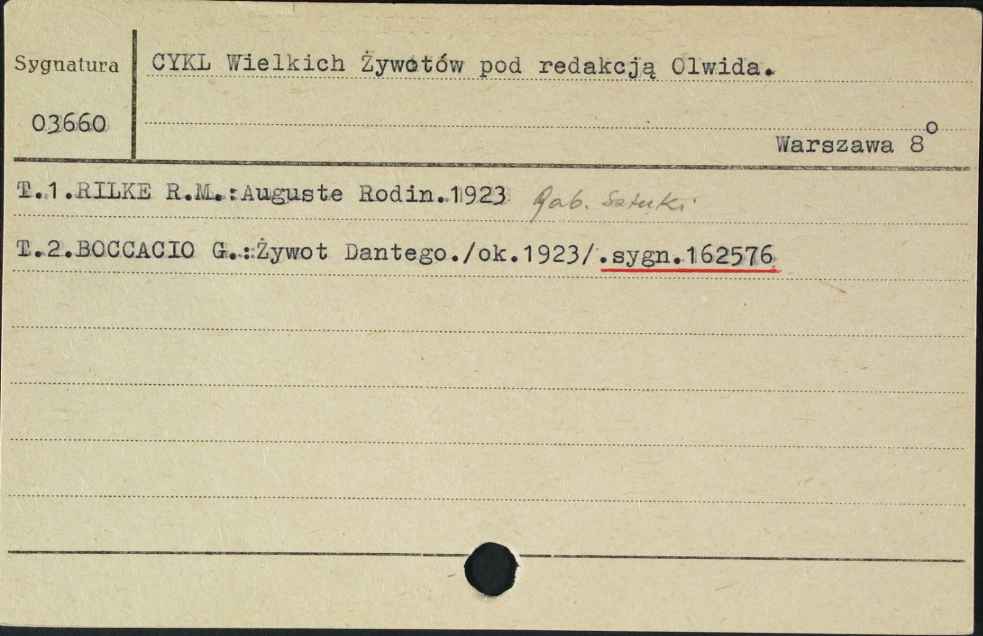 Sygnatura
CYKL Wielkich Żywotów pod redakcją Olwida.
03660
Warszawa 8°
T.1.RILKE R.M.:Auguste Rodin.1923 Gab. Sztuki
T.2.BOCCACIO G.:Żywot Dantego./ok.1923/.sygn.162576